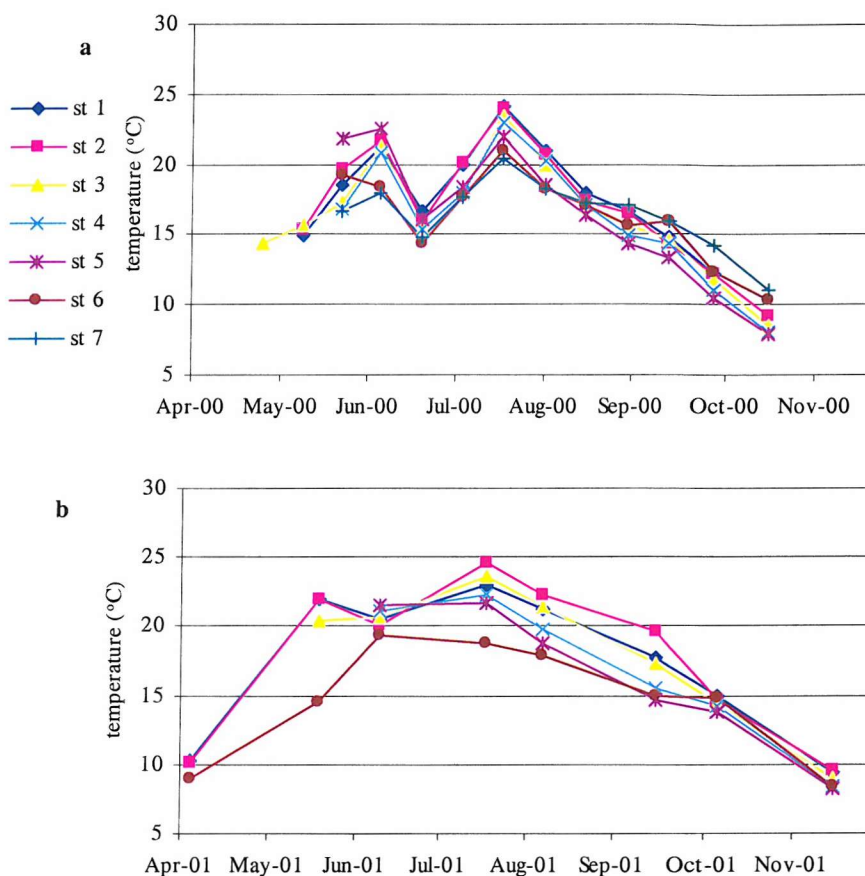 a
st 1
st 2
st 3
st 4
st 5
st 6
st 7
temperature (°C)
30
25
20
15
10
5
Apr-00 May-00 Jun-00 Jul-00 Aug-00 Sep-00 Oct-00 Nov-00
b
temperature (°C)
30
25
20
15
10
5
Apr-01 May-01 Jun-01 Jul-01 Aug-01 Sep-01 Oct-01 Nov-01